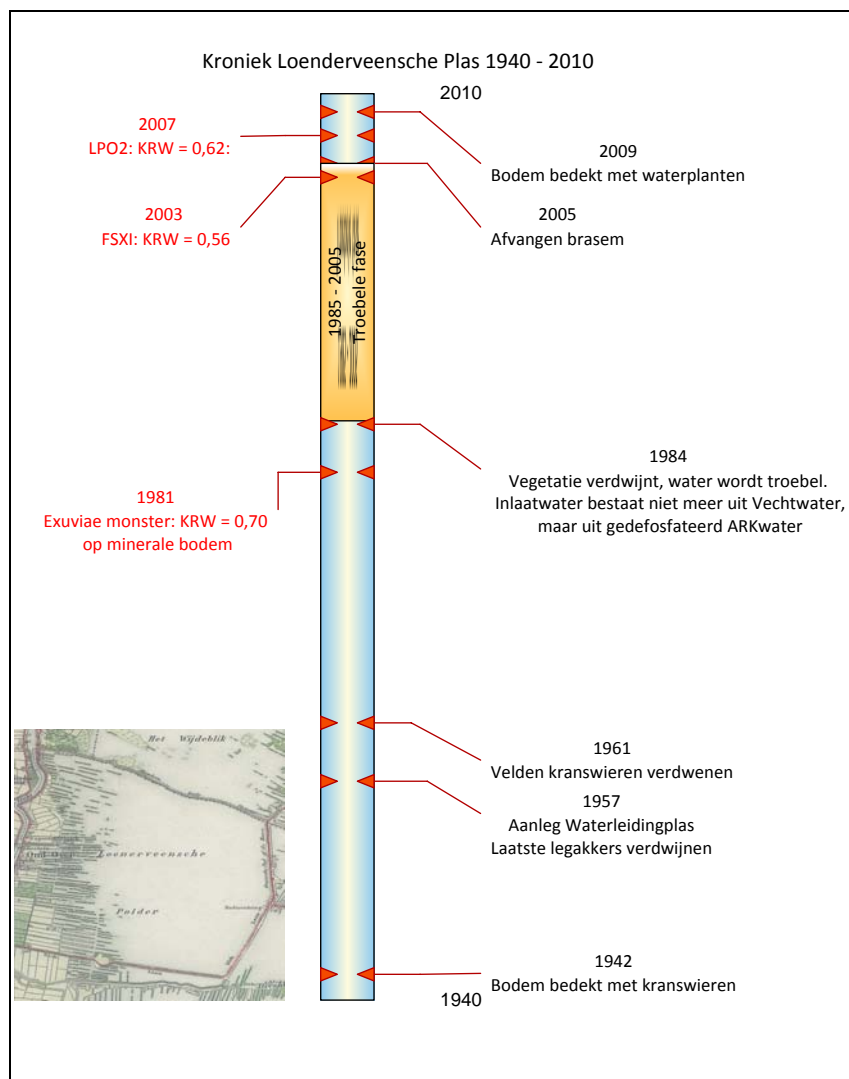 Kroniek Loenderveensche Plas 1940 - 2010
2010
2007
LPO2: KRW = 0,62:
2009
Bodem bedekt met waterplanten
2003
FSXI: KRW = 0,56
2005
Afvangen brasem
1985 - 2005
Troebele fase
1984
Vegetatie verdwijnt, water wordt troebel.
Inlaatwater bestaat niet meer uit Vechtwater,
maar uit gedefosfateerd ARKwater
1981
Exuviae monster: KRW = 0,70
op minerale bodem
1961
Velden kranswieren verdwenen
1957
Aanleg Waterleidingplas
Laatste legakkers verdwijnen
1942
Bodem bedekt met kranswieren
1940
Het Wijdeblik
Loenerveensche
Polder